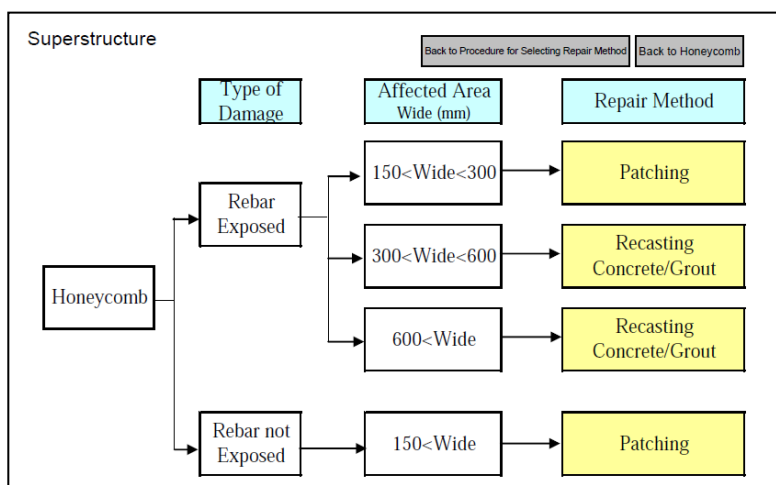 Superstructure
Back to Procedure for Selecting Repair Method
Back to Honeycomb
Type of
Damage
Affected Area
Wide (mm)
Repair Method
150<Wide<300
Patching
Rebar
Exposed
300<Wide<600
Recasting
Concrete/Grout
Honeycomb
600<Wide
Recasting
Concrete/Grout
Rebar not
Exposed
150<Wide
Patching